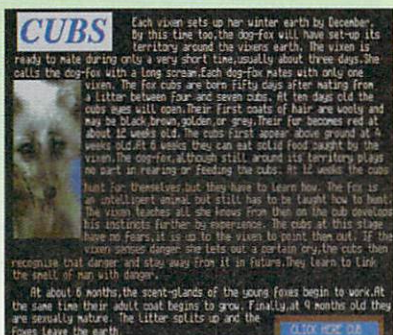 CUBS
Each vixen sets up her winter earth by December.
By this time too,the dog-fox will have set-up its
territory around the vixens earth. The vixen is
ready to mate during only a very short time,usually about three days.She
calls the dog-fox with a long scream.Each dog-fox mates with only one
vixen. The fox cubs are born fifty days after mating from
a litter between four and seven cubs. At ten days old the
cubs eyes will open.Their first coats of hair are wooly and
may be black,brown,golden,or grey.Their fur becomes red at
about 12 weeks old. The cubs first appear above ground at 4
weeks old.At 6 weeks they can eat solid food caught by the
vixen.The dog-fox,although still around its territory plays
no part in rearing or feeding the cubs. At 12 weeks the cubs
hunt for themselves,but they have to learn how. The fox is
an intelligent animal but still has to be taught how to hunt.
The vixen teaches all she knows from then on the cub develops
his instincts further by experience. The cubs at this stage
have no fears,it is up to the vixen to point them out. If the
vixen senses danger she lets out a certain cry,the cubs then
recognise that danger and stay away from it in future.They learn to link
the smell of man with danger.
At about 6 months,the scent-glands of the young foxes begin to work.At
the same time their adult coat begins to grow. Finally,at 9 months old they
are sexually mature. The litter splits up and the
foxes leave the earth
CLICK HERE CUB